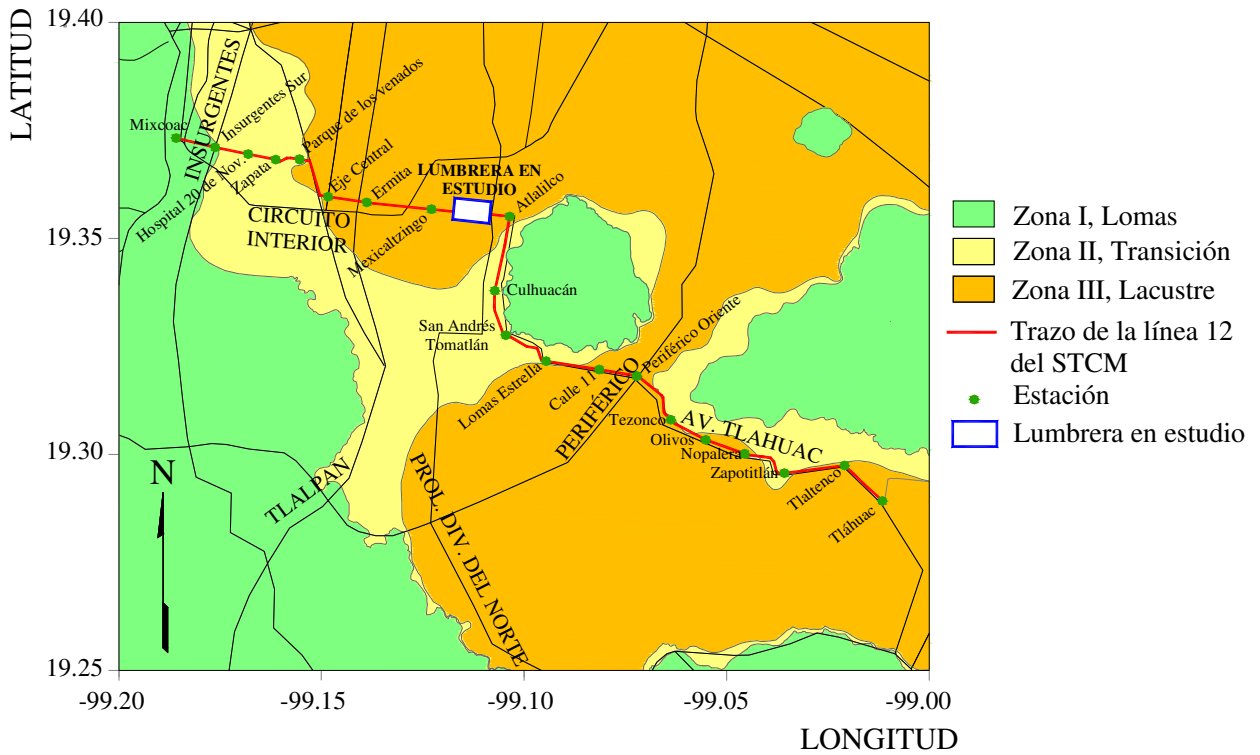 LATITUD
19.40
19.35
19.30
19.25
-99.20
-99.15
-99.10
-99.05
-99.00
LONGITUD
N
Mixcoac
INSURGENTES
Insurgentes Sur
Hospital 20 de Nov.
Zapata
Parque de los venados
Eje Central
Ermita
Mexicaltzingo
LUMBRERA EN
ESTUDIO
Atlalilco
CIRCUITO
INTERIOR
Culhuacán
San Andrés
Tomatlán
Lomas Estrella
Calle 11
Periférico Oriente
PERIFÉRICO
Tezonco
Olivos
Nopalera
Zapotitlán
AV. TLAHUAC
Tlaltenco
Tláhuac
TLALPAN
PROL. DIV. DEL NORTE
Zona I, Lomas
Zona II, Transición
Zona III, Lacustre
Trazo de la línea 12
del STCM
Estación
Lumbrera en estudio